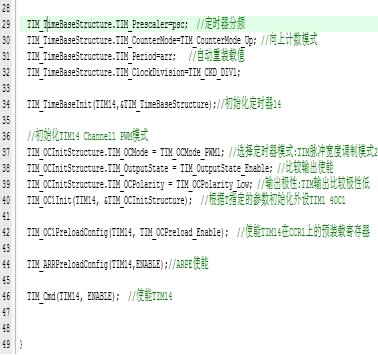 28
29 TIM_TimeBaseStructure.TIM_Prescaler=psc;  //定时器分频
30 TIM_TimeBaseStructure.TIM_CounterMode=TIM_CounterMode_Up; //向上计数模式
31 TIM_TimeBaseStructure.TIM_Period=arr;   //自动重装载值
32 TIM_TimeBaseStructure.TIM_ClockDivision=TIM_CKD_DIV1;
33
34 TIM_TimeBaseInit(TIM14,&TIM_TimeBaseStructure);//初始化定时器14
35
36 //初始化TIM14 Channel1 PWM模式
37 TIM_OCInitStructure.TIM_OCMode = TIM_OCMode_PWM1; //选择定时器模式:TIM脉冲宽度调制模式2
38 TIM_OCInitStructure.TIM_OutputState = TIM_OutputState_Enable; //比较输出使能
39 TIM_OCInitStructure.TIM_OCPolarity = TIM_OCPolarity_Low; //输出极性:TIM输出比较极性低
40 TIM_OC1Init(TIM14, &TIM_OCInitStructure);  //根据T指定的参数初始化外设TIM1 4OC1
41
42 TIM_OC1PreloadConfig(TIM14, TIM_OCPreload_Enable);  //使能TIM14在CCR1上的预装载寄存器
43
44 TIM_ARRPreloadConfig(TIM14,ENABLE);//ARPE使能
45
46 TIM_Cmd(TIM14, ENABLE);  //使能TIM14
47
48
49 }